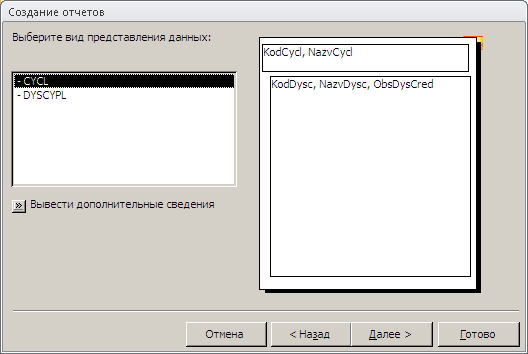 Создание отчетов
Выберите вид представления данных:
- CYCL
- DYSCYPL
KodCycl, NazvCycl
KodDysc, NazvDysc, ObsDysCred
» Вывести дополнительные сведения
Отмена
< Назад
Далее >
Готово